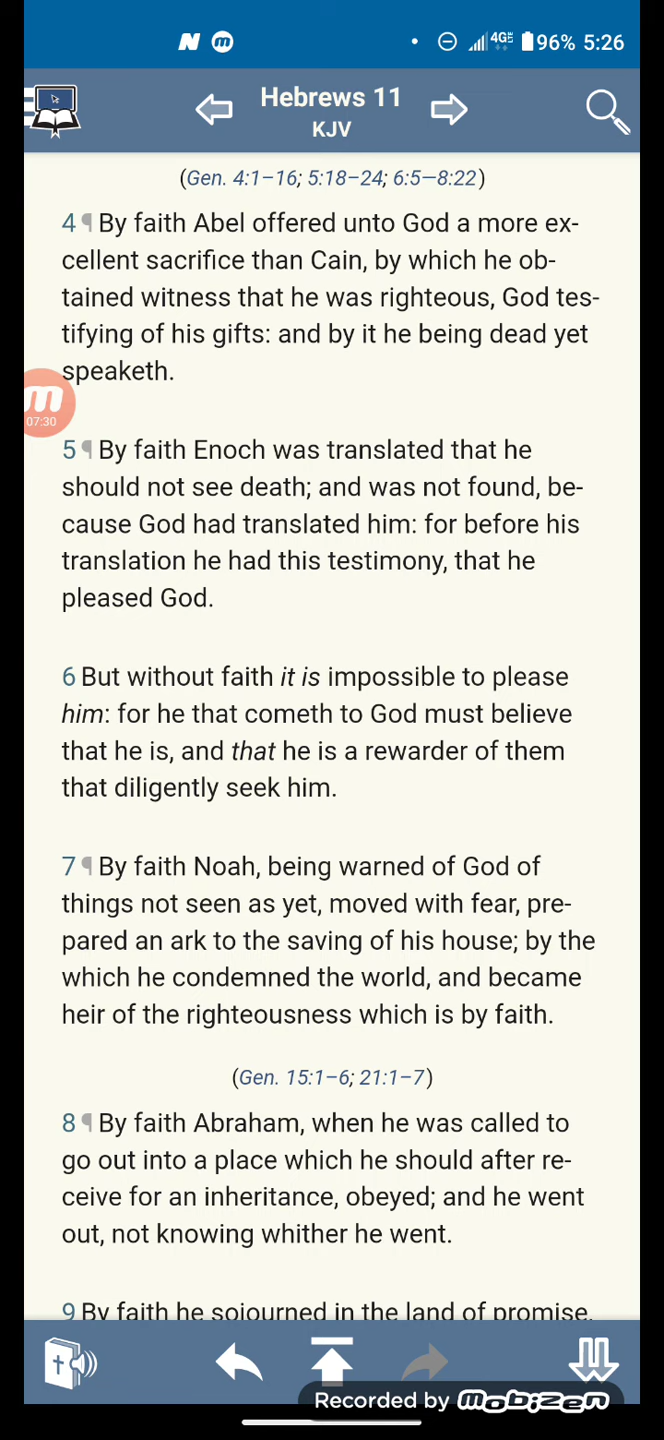 N m • 4G 96% 5:26
Hebrews 11
KJV
(Gen. 4:1–16; 5:18–24; 6:5—8:22)
4 ¶ By faith Abel offered unto God a more ex-
cellent sacrifice than Cain, by which he ob-
tained witness that he was righteous, God tes-
tifying of his gifts: and by it he being dead yet
speaketh.
m
07:30
5 ¶ By faith Enoch was translated that he
should not see death; and was not found, be-
cause God had translated him: for before his
translation he had this testimony, that he
pleased God.
6 But without faith it is impossible to please
him: for he that cometh to God must believe
that he is, and that he is a rewarder of them
that diligently seek him.
7 ¶ By faith Noah, being warned of God of
things not seen as yet, moved with fear, pre-
pared an ark to the saving of his house; by the
which he condemned the world, and became
heir of the righteousness which is by faith.
(Gen. 15:1–6; 21:1–7)
8 ¶ By faith Abraham, when he was called to
go out into a place which he should after re-
ceive for an inheritance, obeyed; and he went
out, not knowing whither he went.
9 By faith he sojourned in the land of promise,
Recorded by mobizen